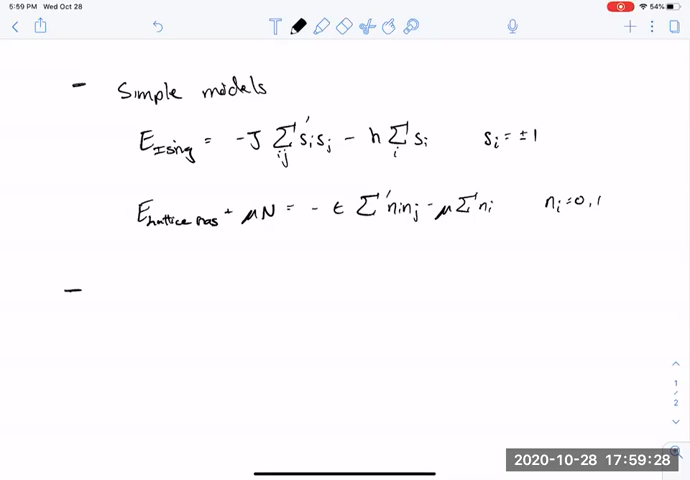 5:59 PM Wed Oct 28
54%
- Simple models
E_Ising = -J Σ'_ij s_i s_j - h Σ_i s_i    s_i = ±1
E_lattice gas + μN = - ε Σ' n_i n_j - μ Σ n_i    n_i = 0, 1
-
1
/
2
2020-10-28 17:59:28